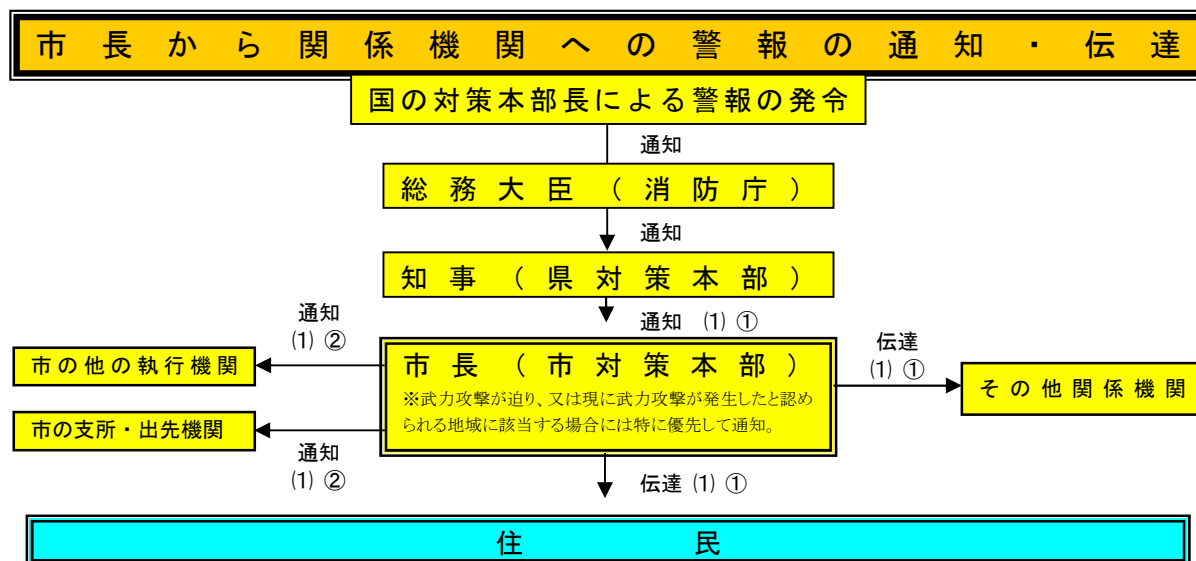 市長から関係機関への警報の通知・伝達
国の対策本部長による警報の発令
通知
総務大臣（消防庁）
通知
知事（県対策本部）
通知 (1) ①
通知
(1) ②
市の他の執行機関
市長（市対策本部）
※武力攻撃が迫り、又は現に武力攻撃が発生したと認め
られる地域に該当する場合には特に優先して通知。
伝達
(1) ①
その他関係機関
市の支所・出先機関
通知
(1) ②
伝達 (1) ①
住民